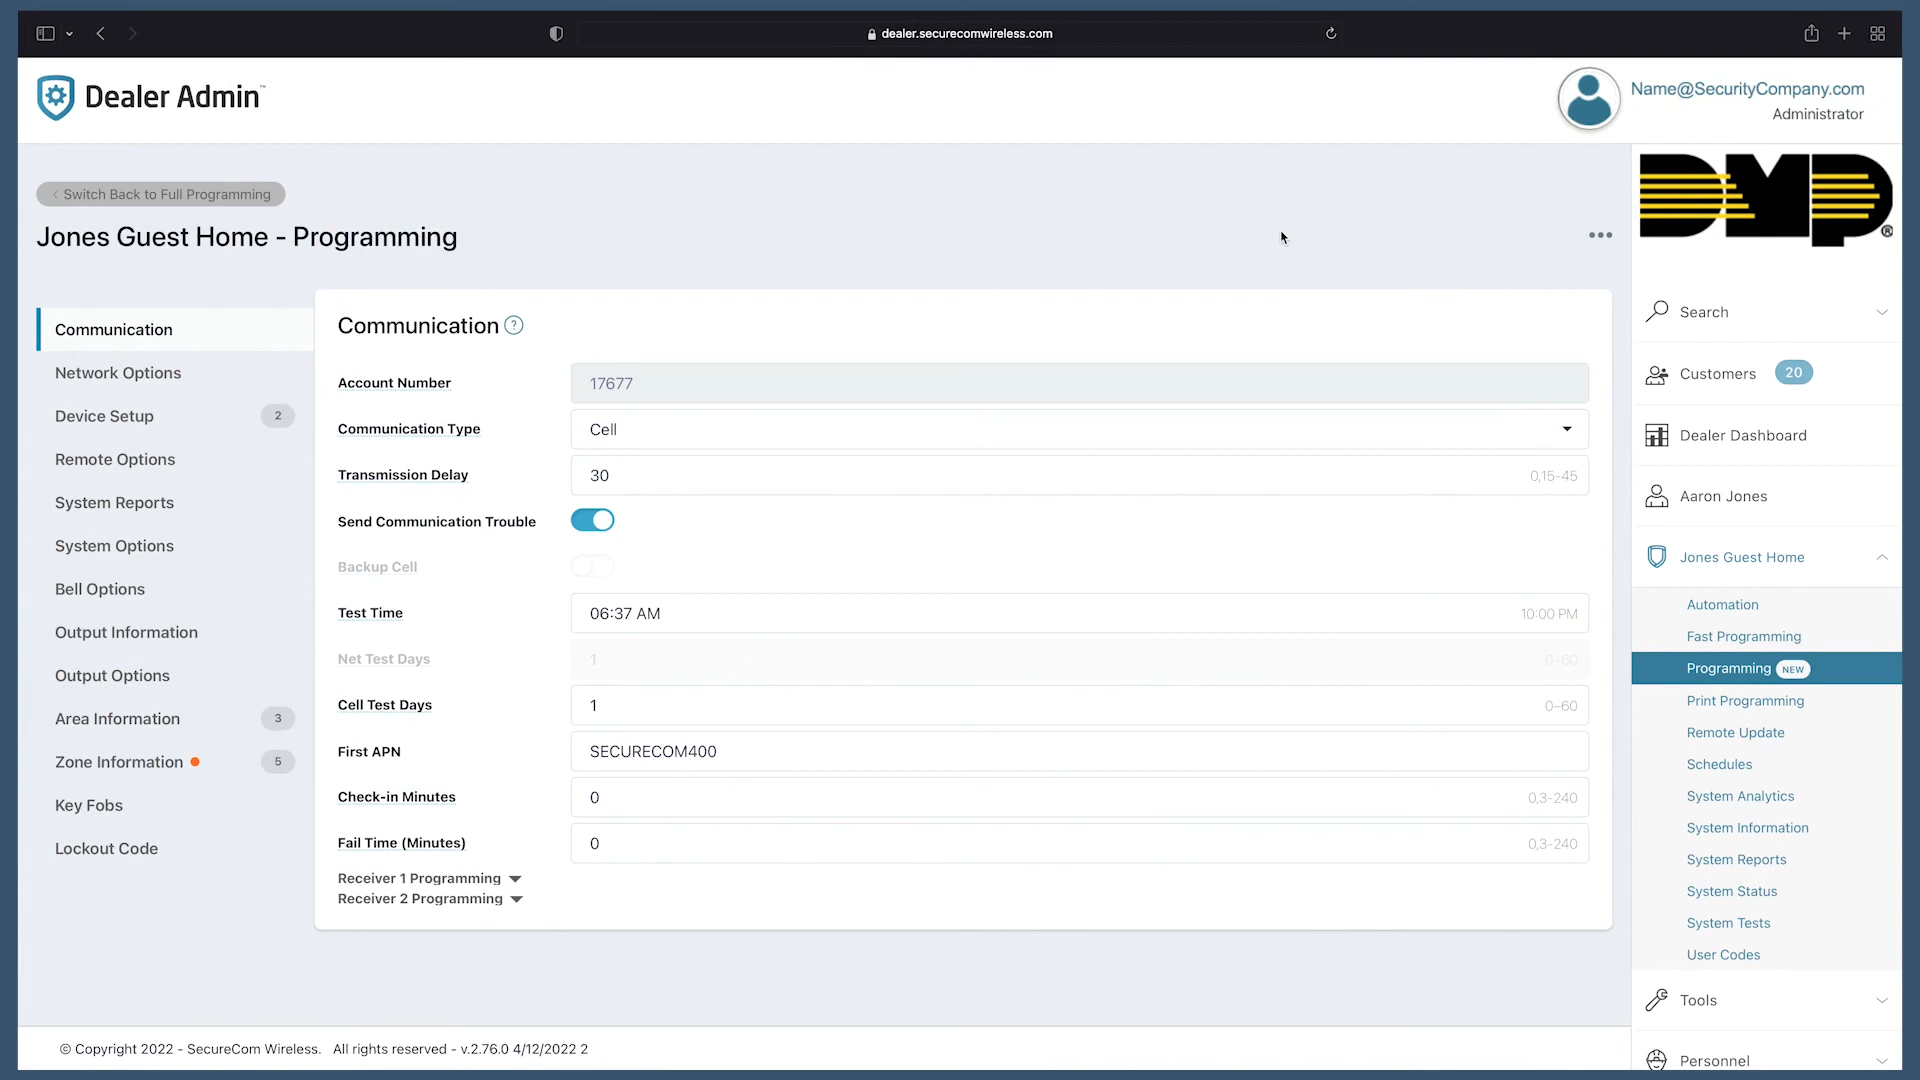 dealer.securecomwireless.com
Dealer Admin™
Name@SecurityCompany.com
Administrator
Switch Back to Full Programming
Jones Guest Home - Programming
DMP®
Communication
Network Options
Device Setup 2
Remote Options
System Reports
System Options
Bell Options
Output Information
Output Options
Area Information 3
Zone Information 5
Key Fobs
Lockout Code
Communication ?
Account Number 17677
Communication Type Cell
Transmission Delay 30 0,15-45
Send Communication Trouble
Backup Cell
Test Time 06:37 AM 10:00 PM
Net Test Days 1 0–60
Cell Test Days 1 0–60
First APN SECURECOM400
Check-in Minutes 0 0,3-240
Fail Time (Minutes) 0 0,3-240
Receiver 1 Programming
Receiver 2 Programming
Search
Customers 20
Dealer Dashboard
Aaron Jones
Jones Guest Home
Automation
Fast Programming
Programming NEW
Print Programming
Remote Update
Schedules
System Analytics
System Information
System Reports
System Status
System Tests
User Codes
Tools
Personnel
© Copyright 2022 - SecureCom Wireless. All rights reserved - v.2.76.0 4/12/2022 2